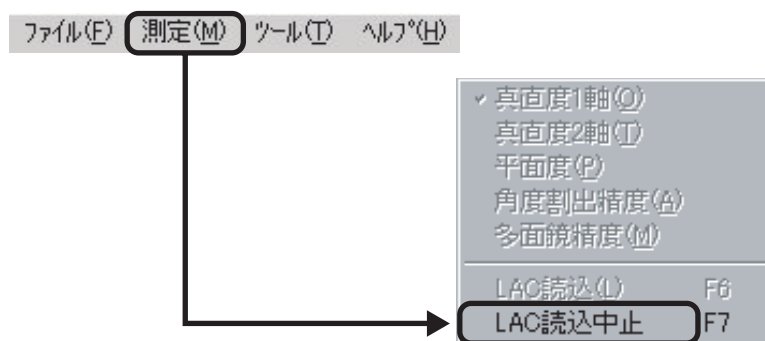 ファイル(F) 測定(M) ツール(T) ヘルプ(H)
真直度1軸(O)
真直度2軸(T)
平面度(P)
角度割出精度(A)
多面鏡精度(M)
LAC読込(L) F6
LAC読込中止 F7